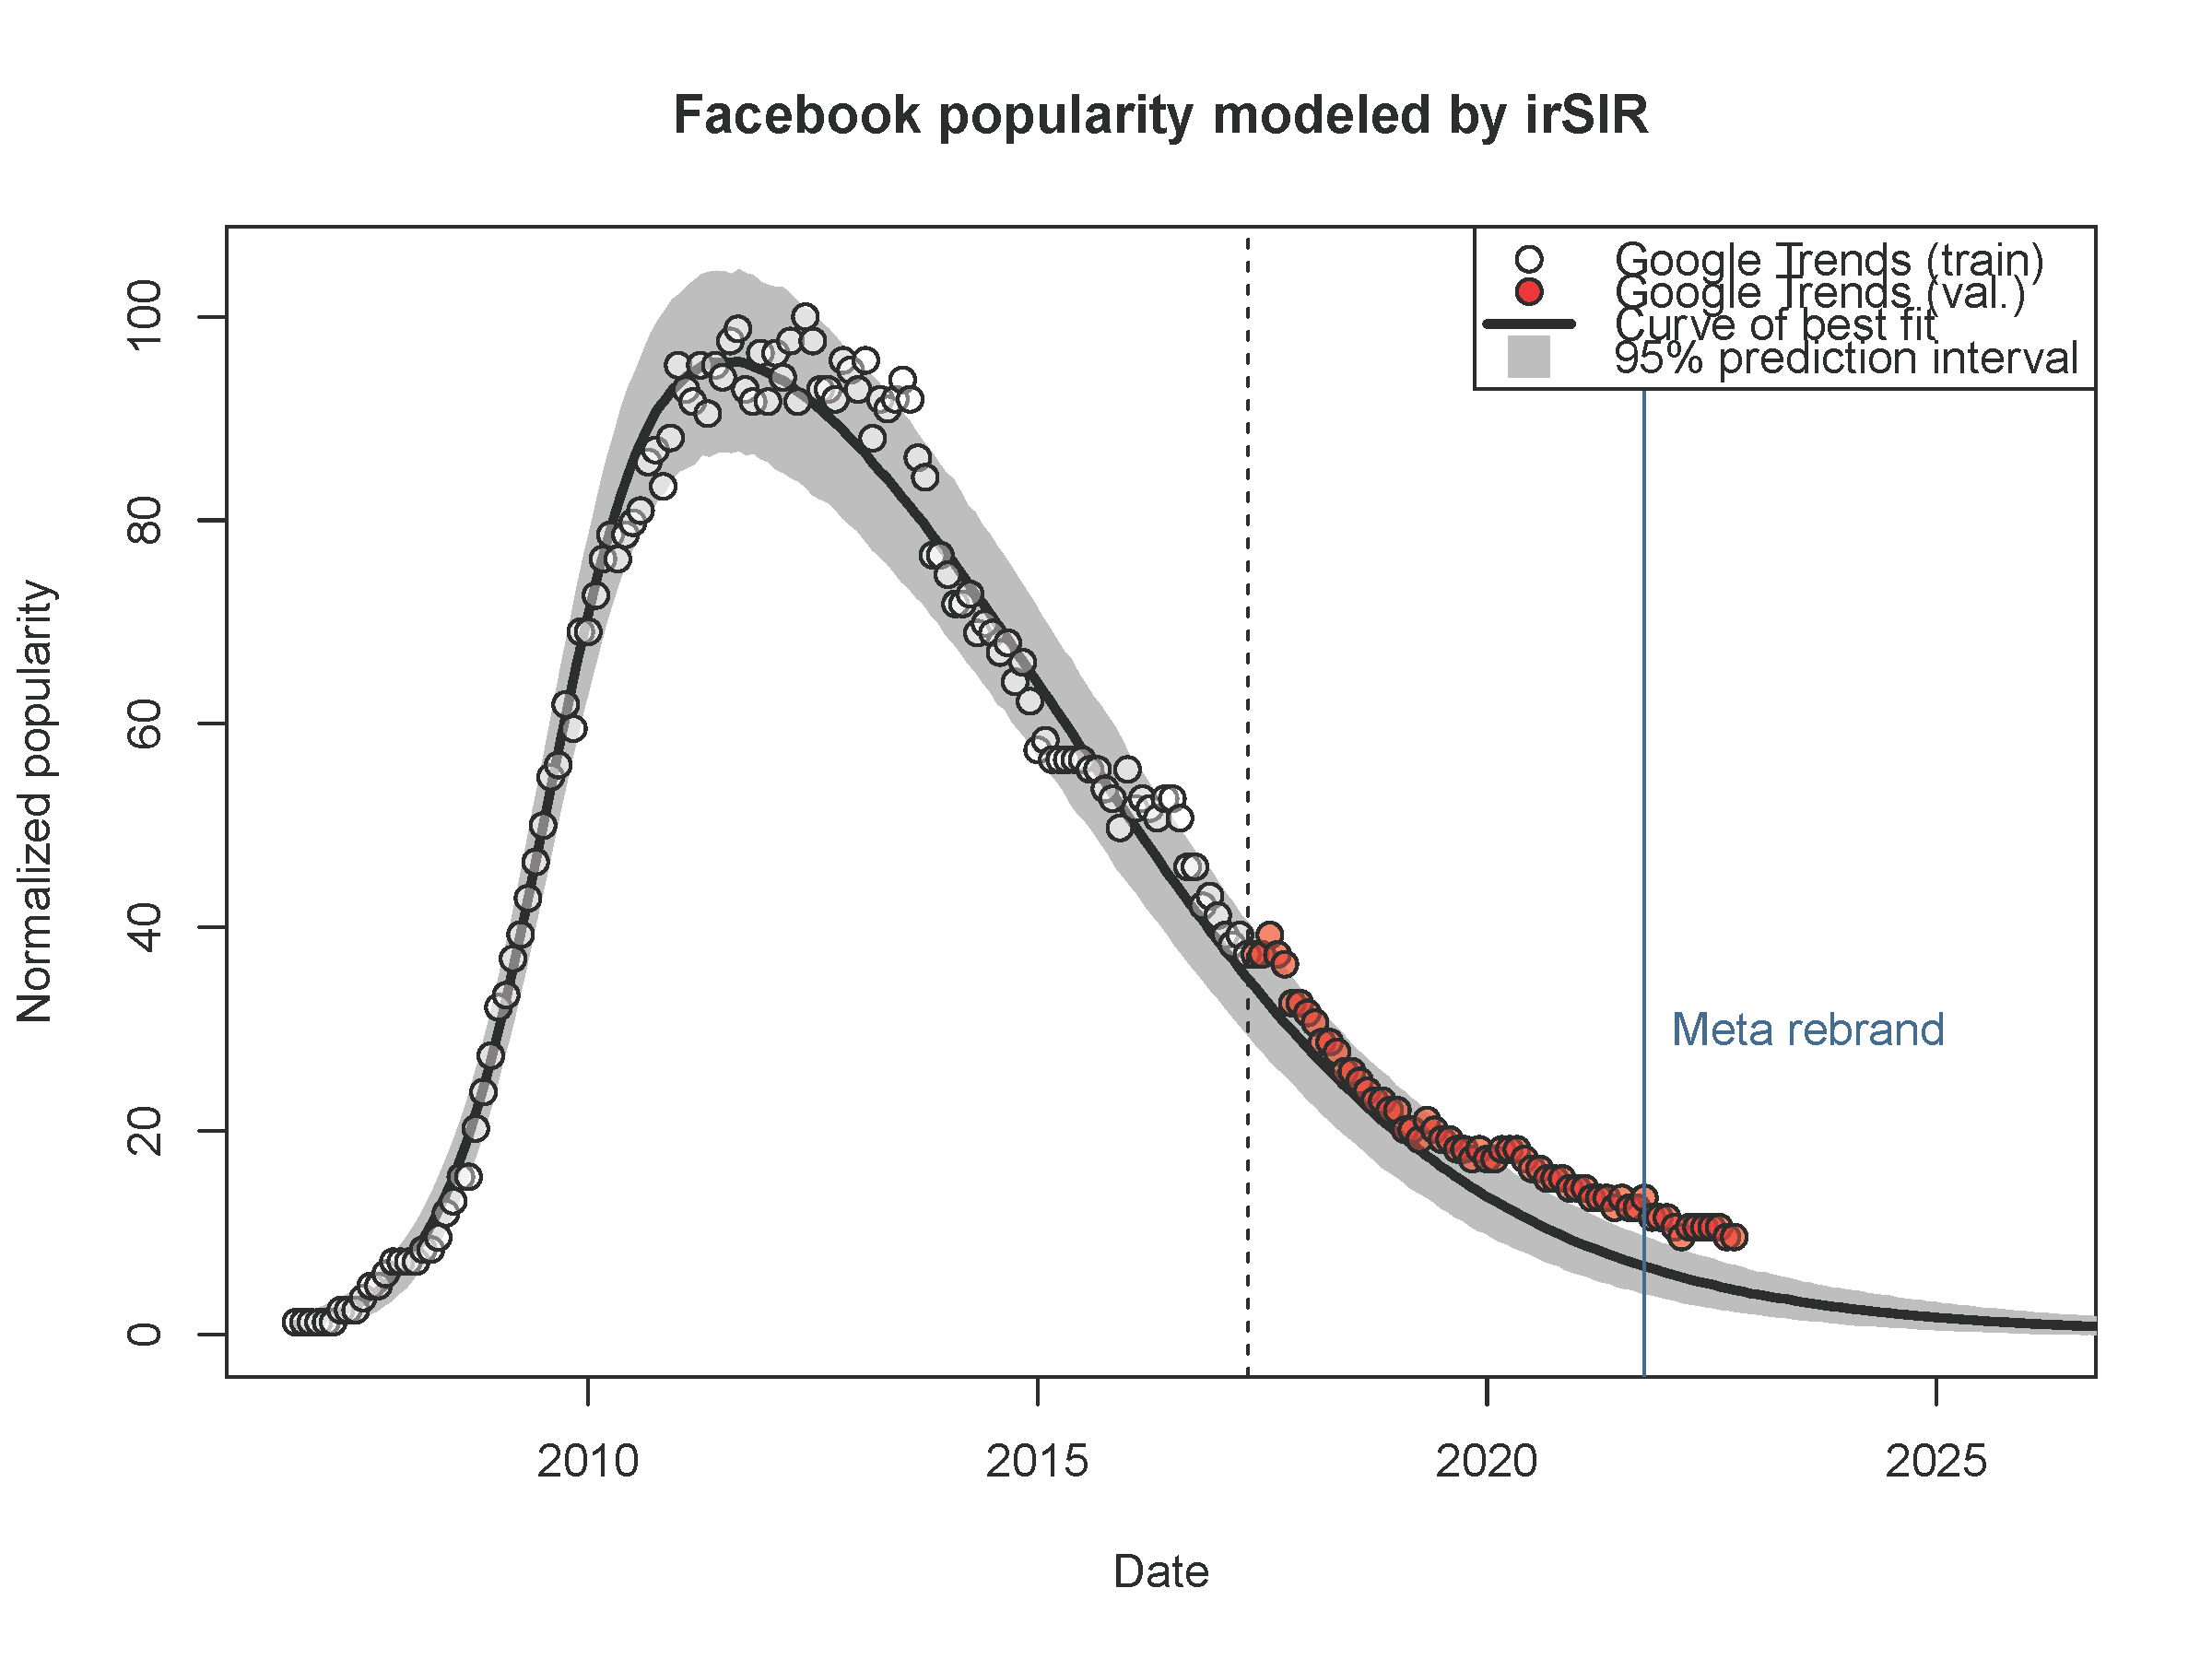 Facebook popularity modeled by irSIR
Google Trends (train)
Google Trends (val.)
Curve of best fit
95% prediction interval
Normalized popularity
100
80
60
40
20
0
Meta rebrand
2010
2015
2020
2025
Date